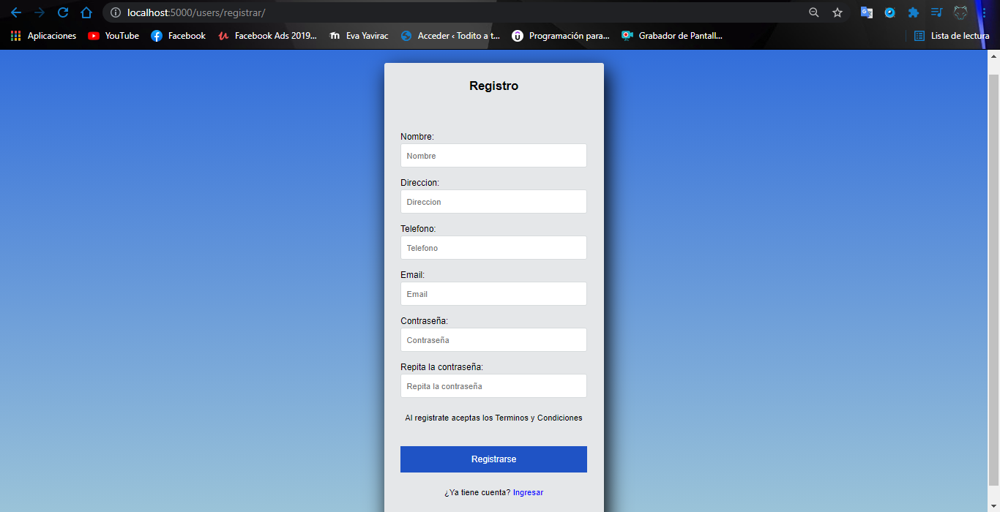 localhost:5000/users/registrar/
Aplicaciones YouTube Facebook Facebook Ads 2019... Eva Yavirac Acceder ‹ Todito a t... Programación para... Grabador de Pantall... Lista de lectura
Registro
Nombre:
Nombre
Direccion:
Direccion
Telefono:
Telefono
Email:
Email
Contraseña:
Contraseña
Repita la contraseña:
Repita la contraseña
Al registrate aceptas los Terminos y Condiciones
Registrarse
¿Ya tiene cuenta? Ingresar